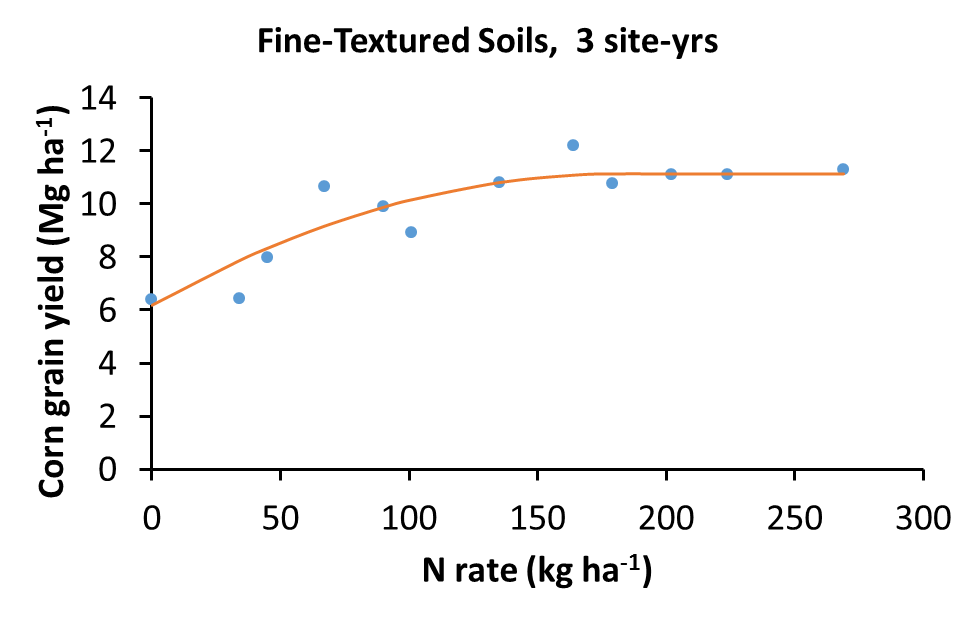 Fine-Textured Soils,  3 site-yrs
Corn grain yield (Mg ha⁻¹)
14
12
10
8
6
4
2
0
0 50 100 150 200 250 300
N rate (kg ha⁻¹)